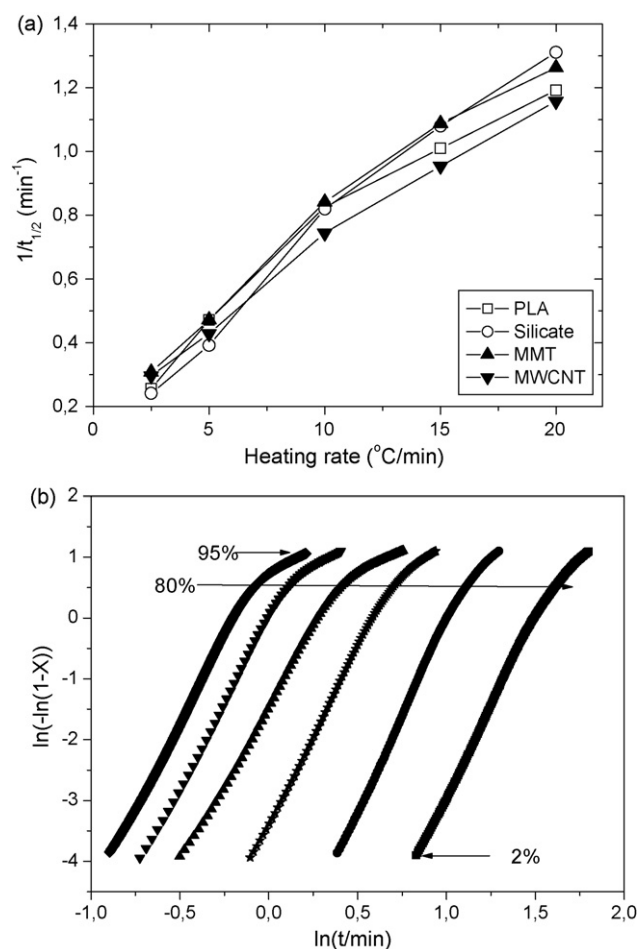 (a)
1,4
1,2
1,0
0,8
0,6
0,4
0,2
1/t1/2 (min-1)
PLA
Silicate
MMT
MWCNT
0 5 10 15 20
Heating rate (oC/min)
(b)
2
1
0
-1
-2
-3
-4
ln(-ln(1-X))
95%
80%
2%
-1,0 -0,5 0,0 0,5 1,0 1,5 2,0
ln(t/min)